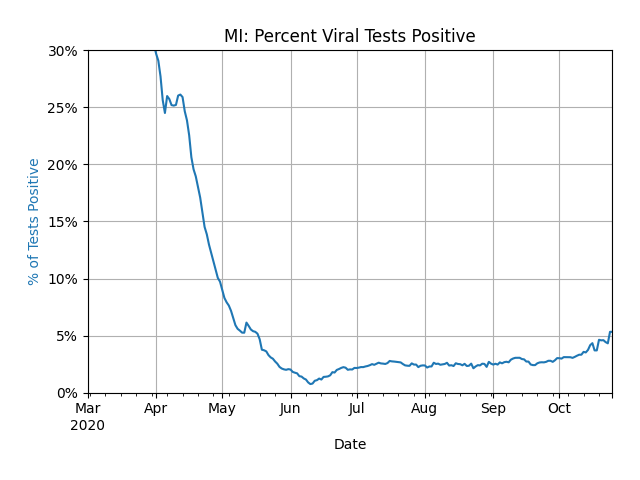 MI: Percent Viral Tests Positive
30%
25%
20%
15%
10%
5%
0%
% of Tests Positive
Mar Apr May Jun Jul Aug Sep Oct
2020
Date